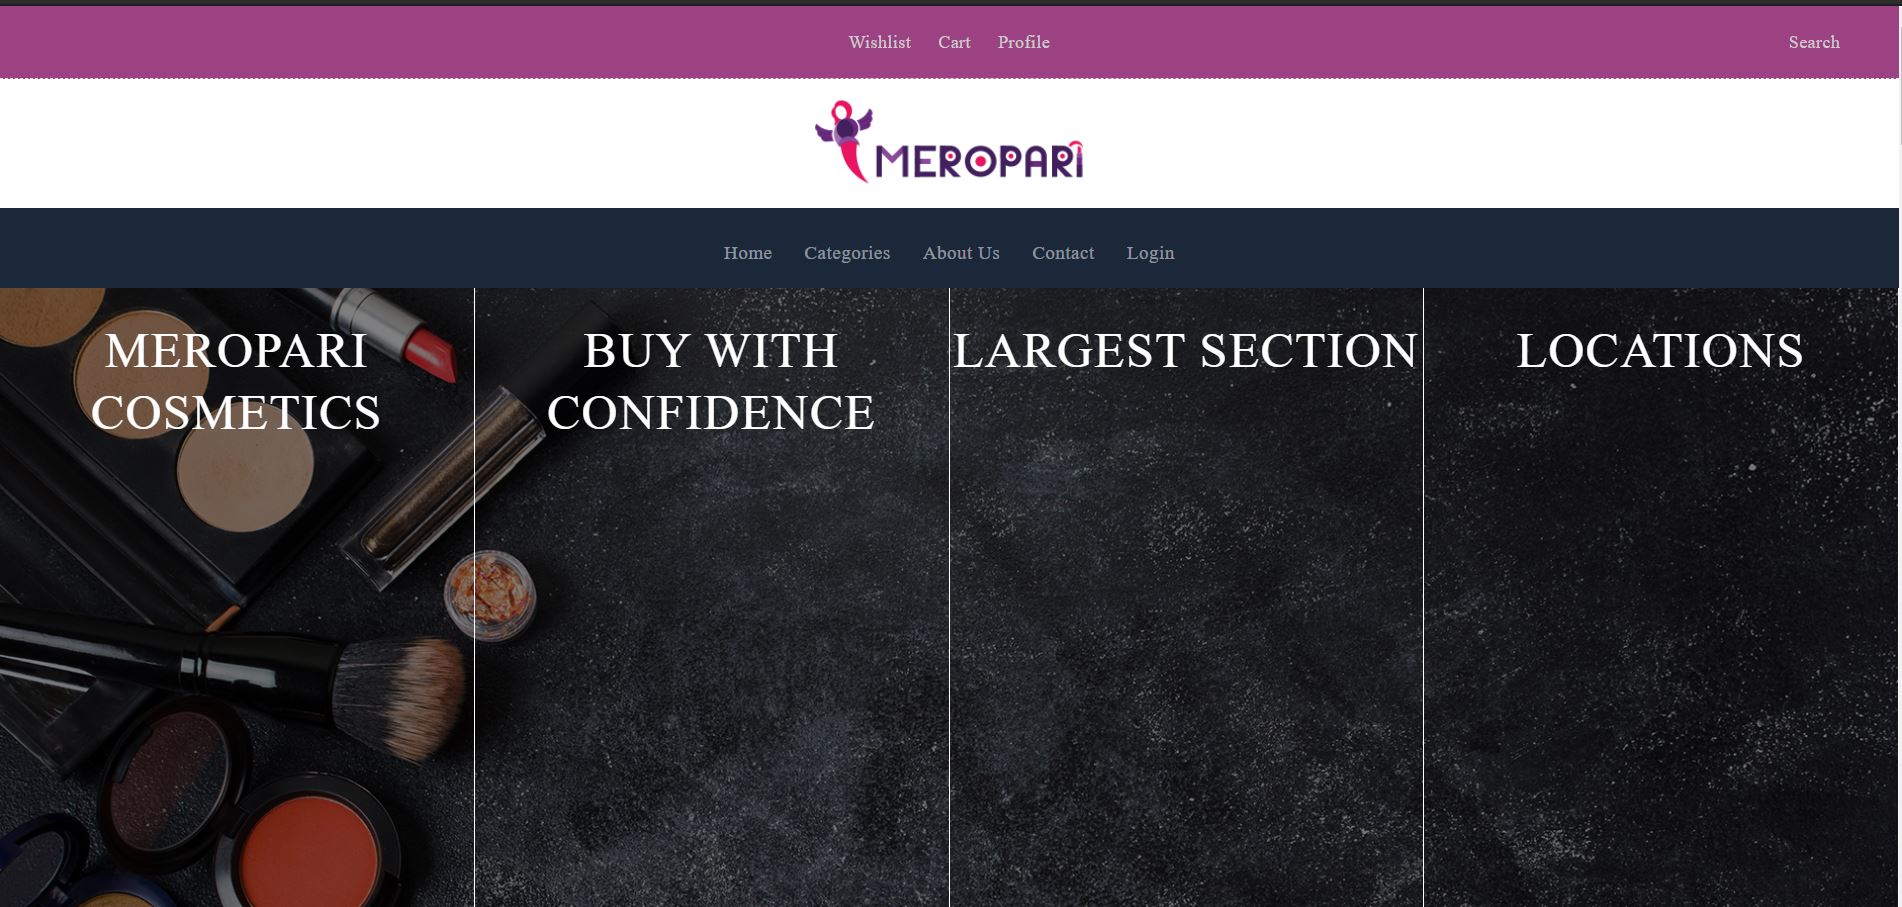 Wishlist Cart Profile Search
MEROPARI
Home Categories About Us Contact Login
MEROPARI
COSMETICS
BUY WITH
CONFIDENCE
LARGEST SECTION
LOCATIONS